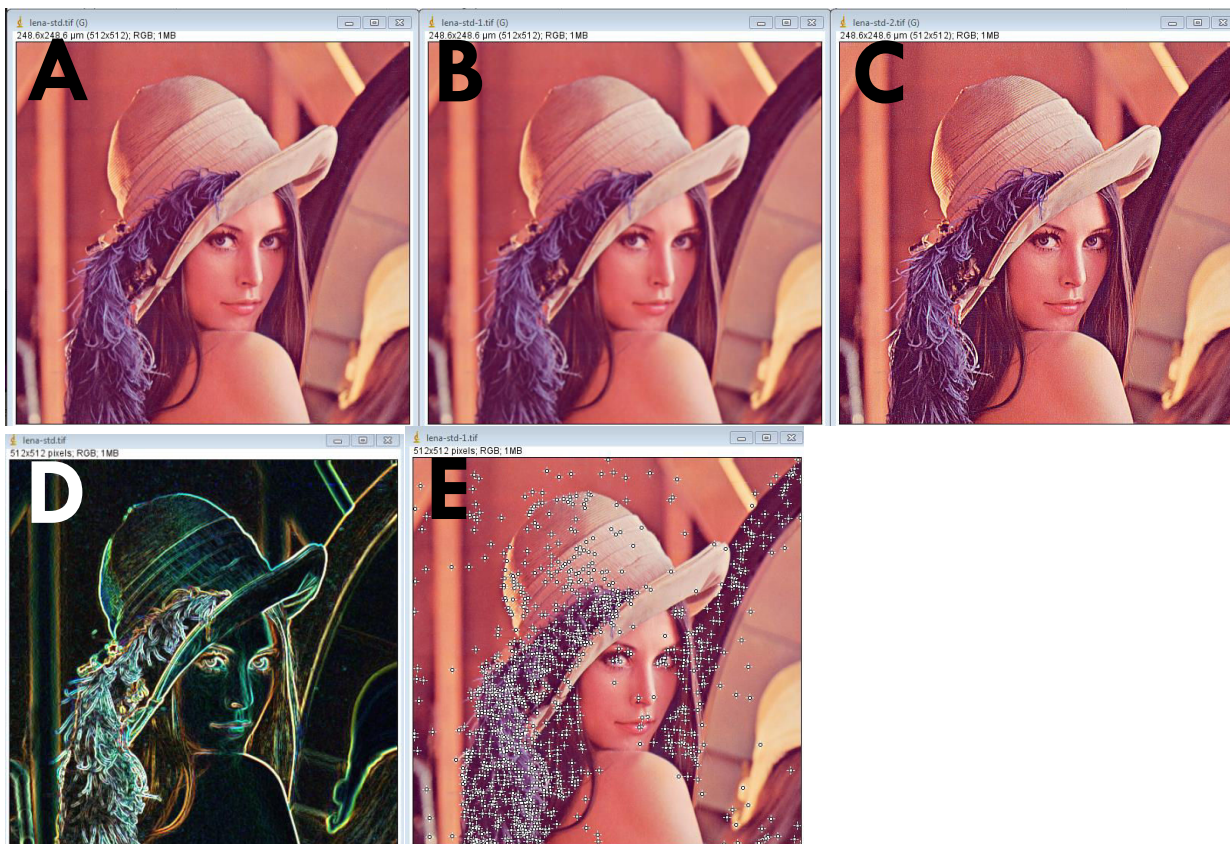 lena-std.tif (G)
248.6x248.6 µm (512x512); RGB; 1MB
A
lena-std-1.tif (G)
248.6x248.6 µm (512x512); RGB; 1MB
B
lena-std-2.tif (G)
248.6x248.6 µm (512x512); RGB; 1MB
C
lena-std.tif
512x512 pixels; RGB; 1MB
D
lena-std-1.tif
512x512 pixels; RGB; 1MB
E